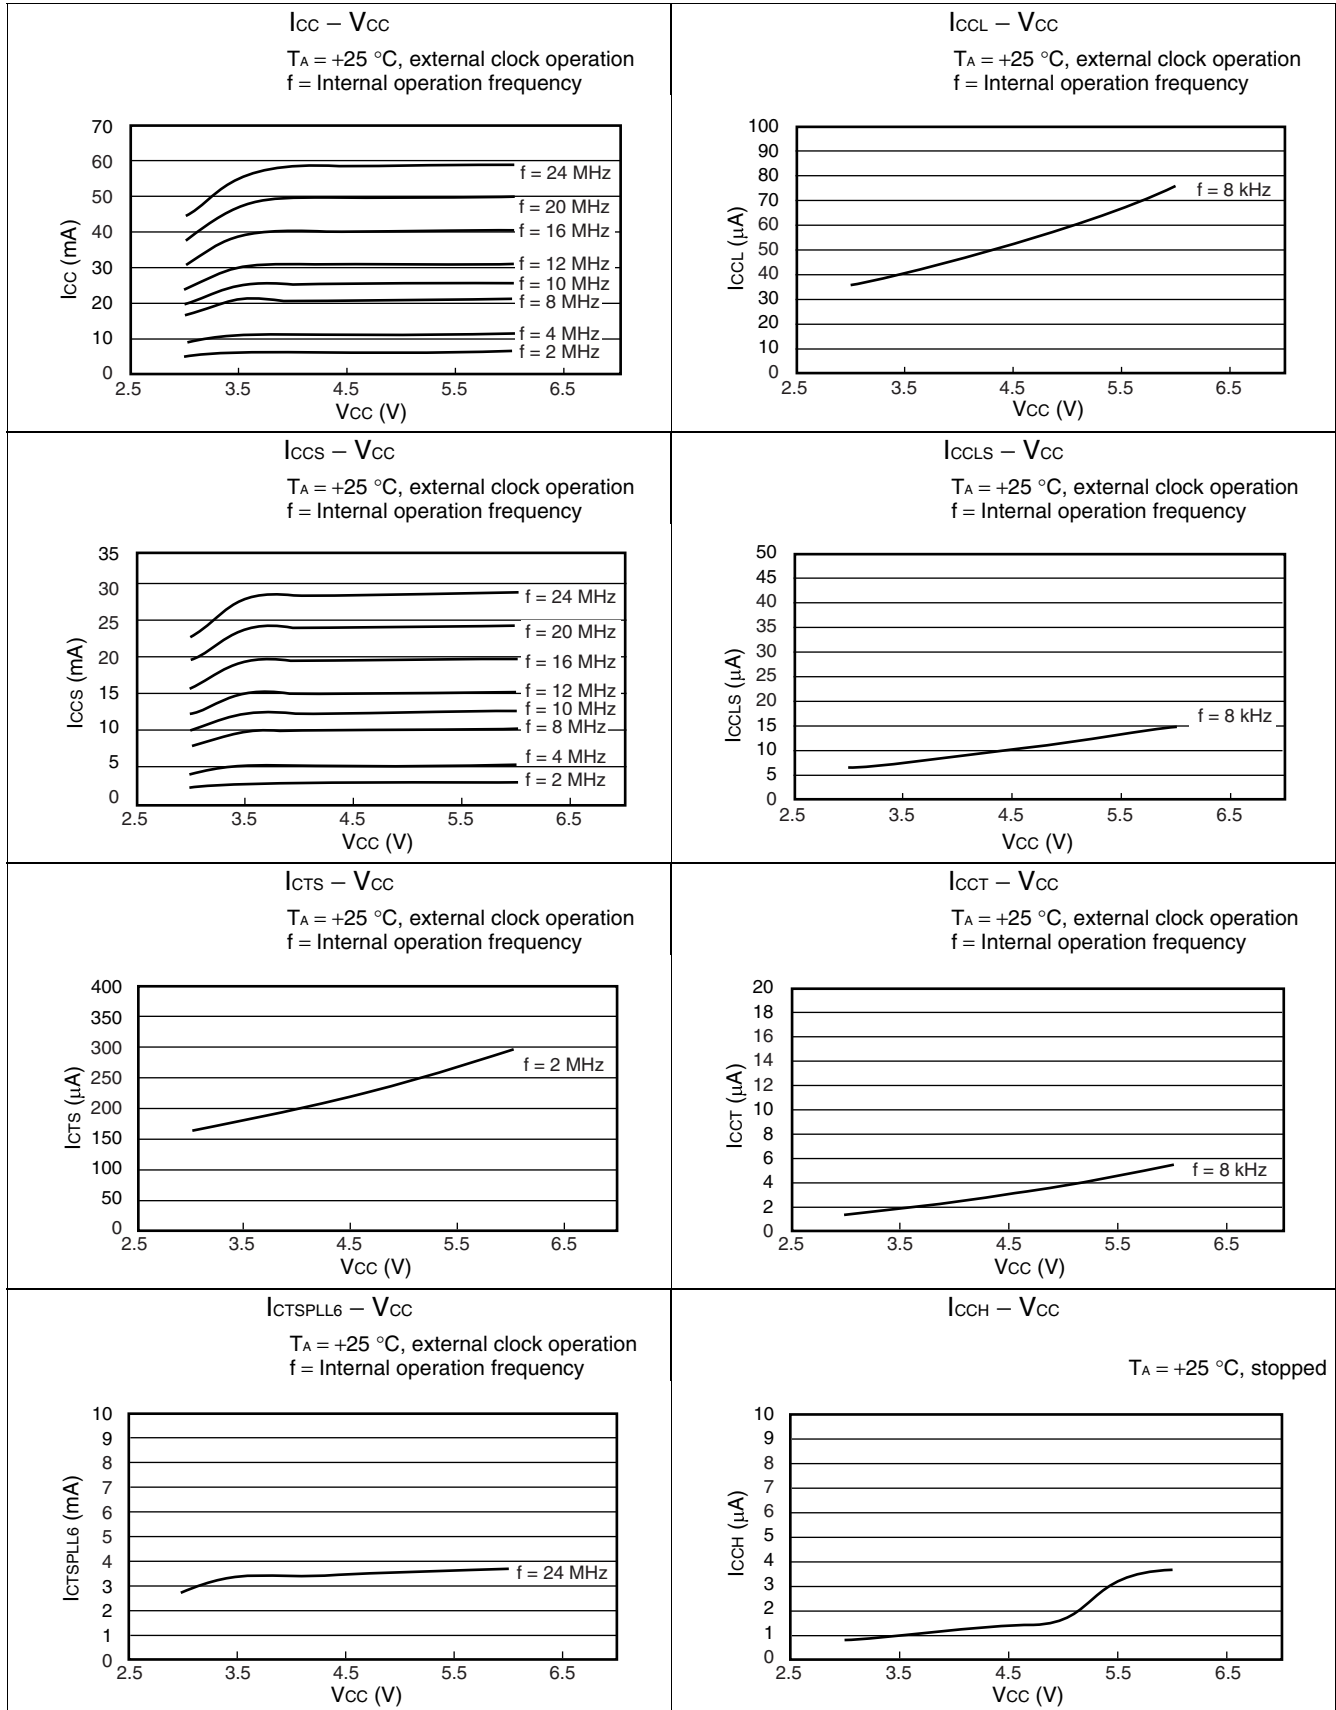 ICC – VCC
TA = +25 °C, external clock operation
f = Internal operation frequency
70
60
50
40
30
20
10
0
ICC (mA)
f = 24 MHz
f = 20 MHz
f = 16 MHz
f = 12 MHz
f = 10 MHz
f = 8 MHz
f = 4 MHz
f = 2 MHz
2.5 3.5 4.5 5.5 6.5
VCC (V)
ICCL – VCC
TA = +25 °C, external clock operation
f = Internal operation frequency
100
90
80
70
60
50
40
30
20
10
0
ICCL (μA)
f = 8 kHz
2.5 3.5 4.5 5.5 6.5
VCC (V)
ICCS – VCC
TA = +25 °C, external clock operation
f = Internal operation frequency
35
30
25
20
15
10
5
0
ICCS (mA)
f = 24 MHz
f = 20 MHz
f = 16 MHz
f = 12 MHz
f = 10 MHz
f = 8 MHz
f = 4 MHz
f = 2 MHz
2.5 3.5 4.5 5.5 6.5
VCC (V)
ICCLS – VCC
TA = +25 °C, external clock operation
f = Internal operation frequency
50
45
40
35
30
25
20
15
10
5
0
ICCLS (μA)
f = 8 kHz
2.5 3.5 4.5 5.5 6.5
VCC (V)
ICTS – VCC
TA = +25 °C, external clock operation
f = Internal operation frequency
400
350
300
250
200
150
100
50
0
ICTS (μA)
f = 2 MHz
2.5 3.5 4.5 5.5 6.5
VCC (V)
ICCT – VCC
TA = +25 °C, external clock operation
f = Internal operation frequency
20
18
16
14
12
10
8
6
4
2
0
ICCT (μA)
f = 8 kHz
2.5 3.5 4.5 5.5 6.5
VCC (V)
ICTSPLL6 – VCC
TA = +25 °C, external clock operation
f = Internal operation frequency
10
9
8
7
6
5
4
3
2
1
0
ICTSPLL6 (mA)
f = 24 MHz
2.5 3.5 4.5 5.5 6.5
VCC (V)
ICCH – VCC
TA = +25 °C, stopped
10
9
8
7
6
5
4
3
2
1
0
ICCH (μA)
2.5 3.5 4.5 5.5 6.5
VCC (V)